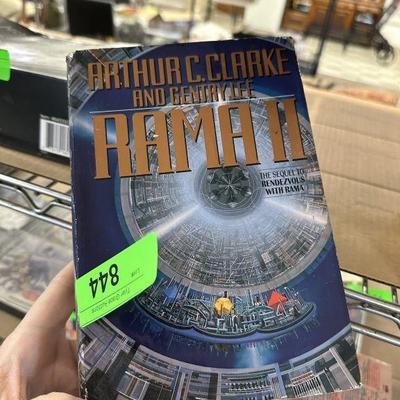 ARTHUR C. CLARKE
AND GENTRY LEE
RAMA II
THE SEQUEL TO
RENDEZVOUS
WITH RAMA
844